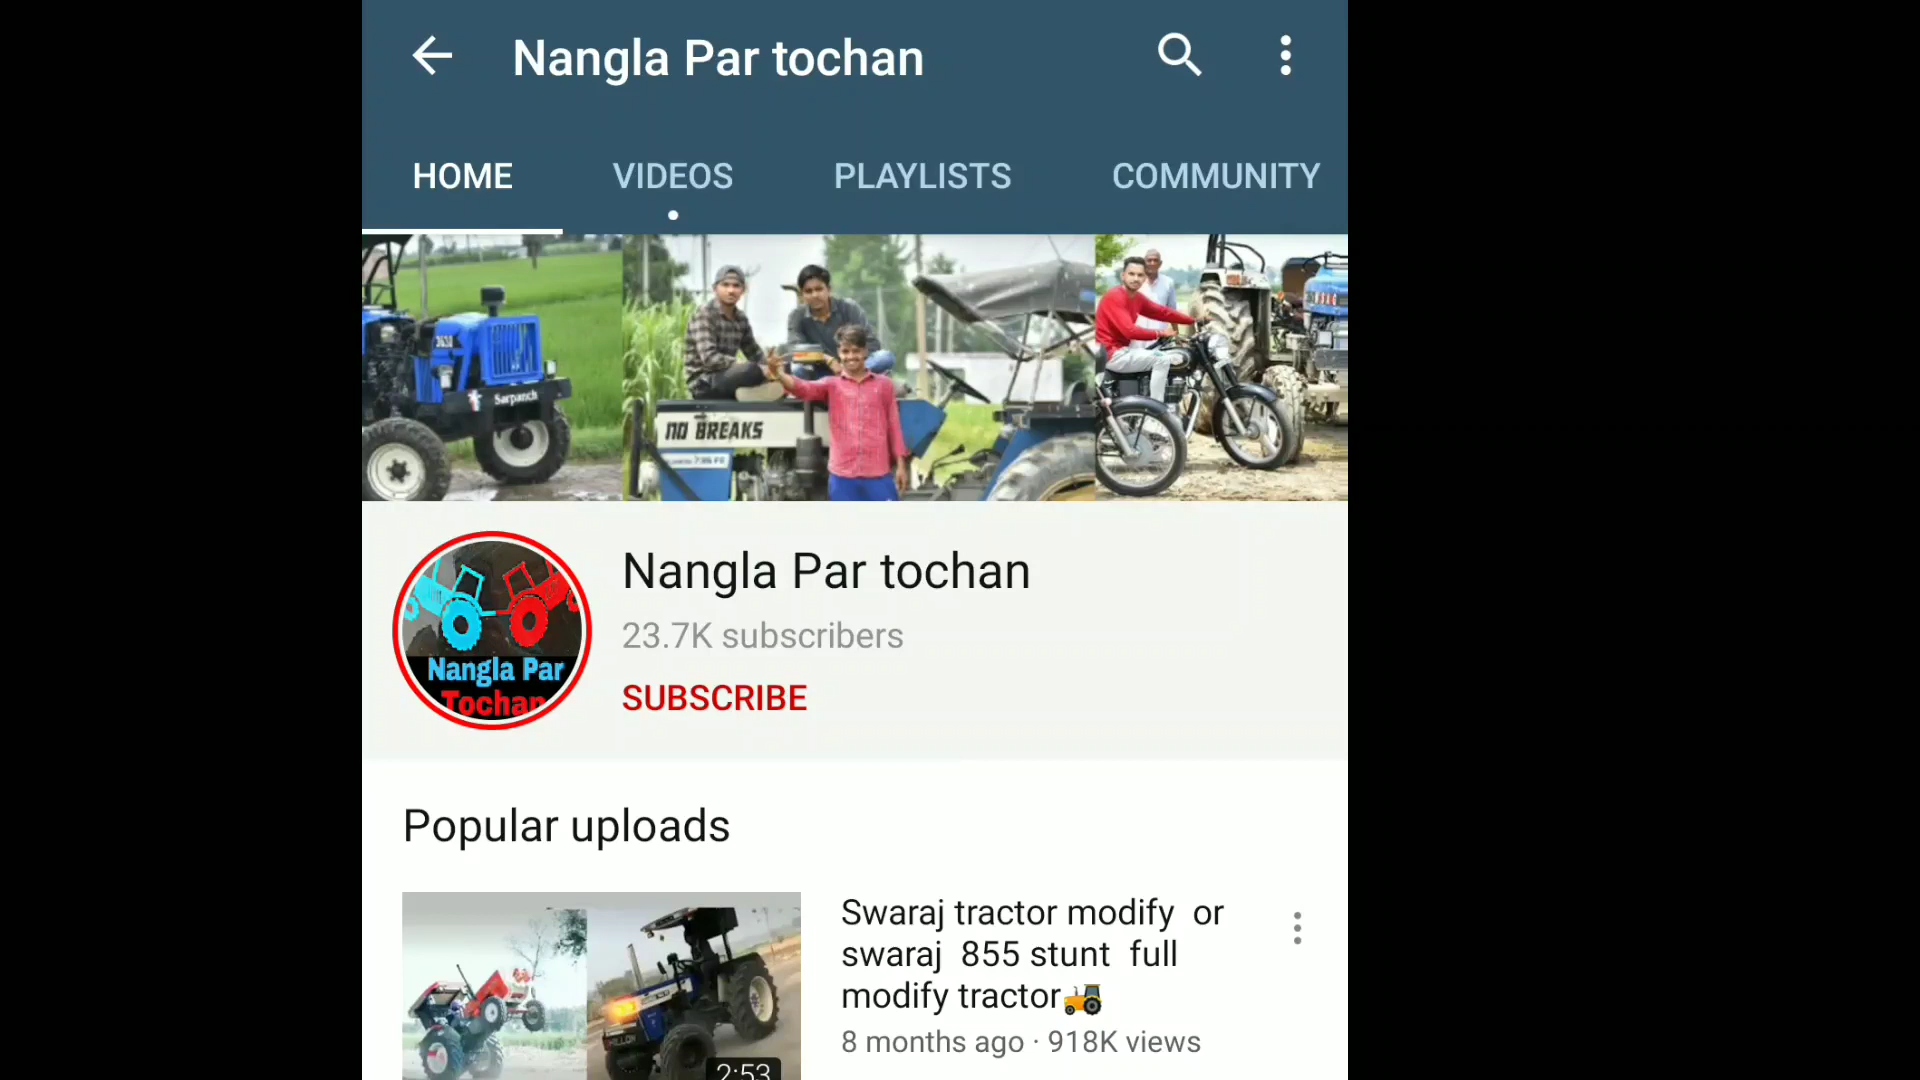 Nangla Par tochan
HOME
VIDEOS
PLAYLISTS
COMMUNITY
3630
Sarpanch
NO BREAKS
Nangla Par
Tochan
Nangla Par tochan
23.7K subscribers
SUBSCRIBE
Popular uploads
Swaraj tractor modify or
swaraj 855 stunt full
modify tractor🚜
8 months ago · 918K views
2:53